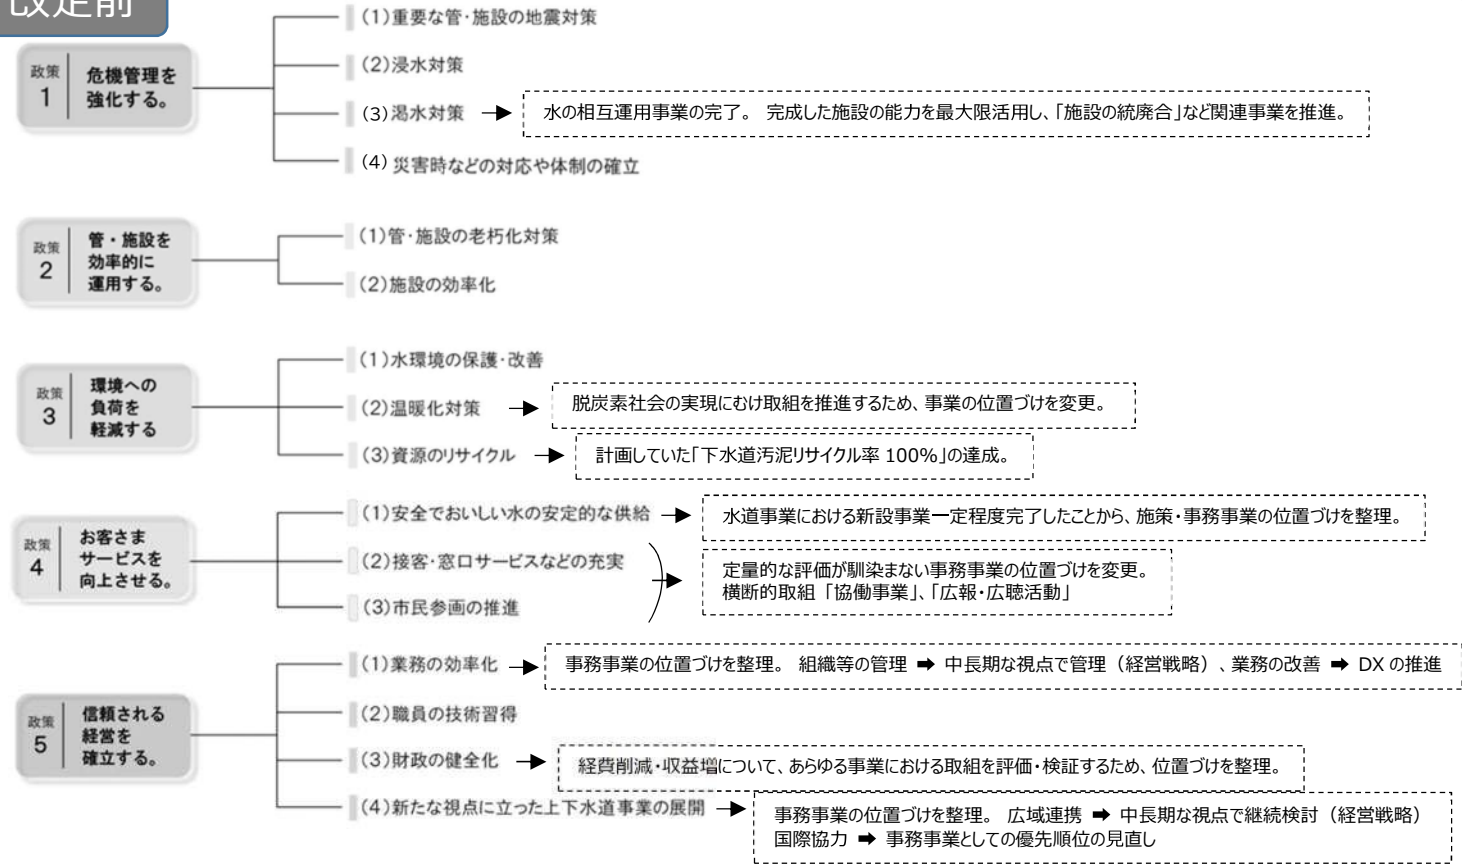 改定前
政策
1
危機管理を
強化する。
(1)重要な管・施設の地震対策
(2)浸水対策
(3)渇水対策
水の相互運用事業の完了。 完成した施設の能力を最大限活用し、「施設の統廃合」など関連事業を推進。
(4)災害時などの対応や体制の確立
政策
2
管・施設を
効率的に
運用する。
(1)管・施設の老朽化対策
(2)施設の効率化
政策
3
環境への
負荷を
軽減する
(1)水環境の保護・改善
(2)温暖化対策
脱炭素社会の実現にむけ取組を推進するため、事業の位置づけを変更。
(3)資源のリサイクル
計画していた「下水道汚泥リサイクル率 100%」の達成。
政策
4
お客さま
サービスを
向上させる。
(1)安全でおいしい水の安定的な供給
水道事業における新設事業一定程度完了したことから、施策・事務事業の位置づけを整理。
(2)接客・窓口サービスなどの充実
(3)市民参画の推進
定量的な評価が馴染まない事務事業の位置づけを変更。
横断的取組「協働事業」、「広報・広聴活動」
政策
5
信頼される
経営を
確立する。
(1)業務の効率化
事務事業の位置づけを整理。 組織等の管理 ➡ 中長期な視点で管理（経営戦略）、業務の改善 ➡ DX の推進
(2)職員の技術習得
(3)財政の健全化
経費削減・収益増について、あらゆる事業における取組を評価・検証するため、位置づけを整理。
(4)新たな視点に立った上下水道事業の展開
事務事業の位置づけを整理。 広域連携 ➡ 中長期な視点で継続検討（経営戦略）
国際協力 ➡ 事務事業としての優先順位の見直し